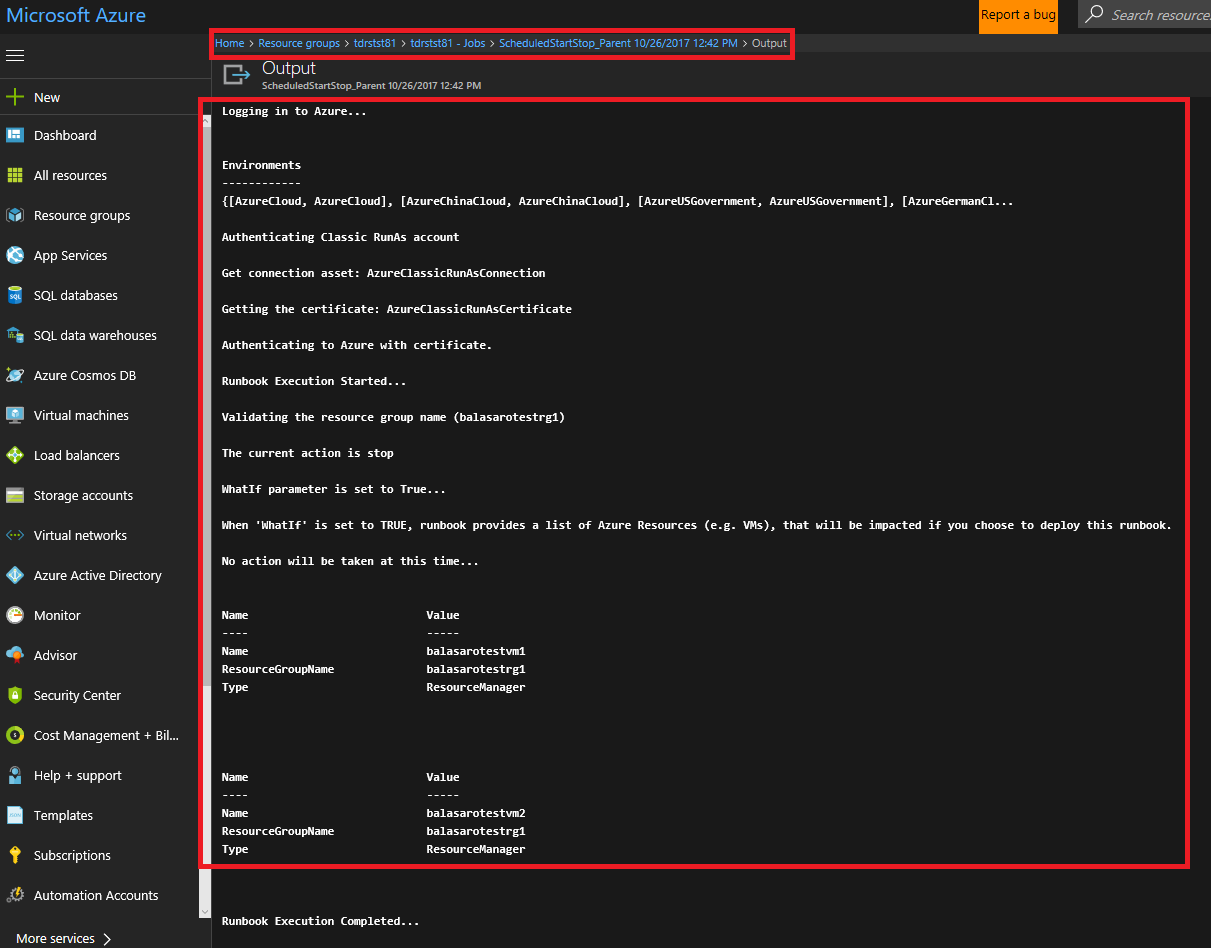 Microsoft Azure
Report a bug
Search resource
Home > Resource groups > tdrstst81 > tdrstst81 - Jobs > ScheduledStartStop_Parent 10/26/2017 12:42 PM > Output
Output
ScheduledStartStop_Parent 10/26/2017 12:42 PM
New
Dashboard
All resources
Resource groups
App Services
SQL databases
SQL data warehouses
Azure Cosmos DB
Virtual machines
Load balancers
Storage accounts
Virtual networks
Azure Active Directory
Monitor
Advisor
Security Center
Cost Management + Bil...
Help + support
Templates
Subscriptions
Automation Accounts
More services >
Logging in to Azure...
Environments
------------
{[AzureCloud, AzureCloud], [AzureChinaCloud, AzureChinaCloud], [AzureUSGovernment, AzureUSGovernment], [AzureGermanCl...
Authenticating Classic RunAs account
Get connection asset: AzureClassicRunAsConnection
Getting the certificate: AzureClassicRunAsCertificate
Authenticating to Azure with certificate.
Runbook Execution Started...
Validating the resource group name (balasarotestrg1)
The current action is stop
WhatIf parameter is set to True...
When 'WhatIf' is set to TRUE, runbook provides a list of Azure Resources (e.g. VMs), that will be impacted if you choose to deploy this runbook.
No action will be taken at this time...
Name Value
---- -----
Name balasarotestvm1
ResourceGroupName balasarotestrg1
Type ResourceManager
Name Value
---- -----
Name balasarotestvm2
ResourceGroupName balasarotestrg1
Type ResourceManager
Runbook Execution Completed...